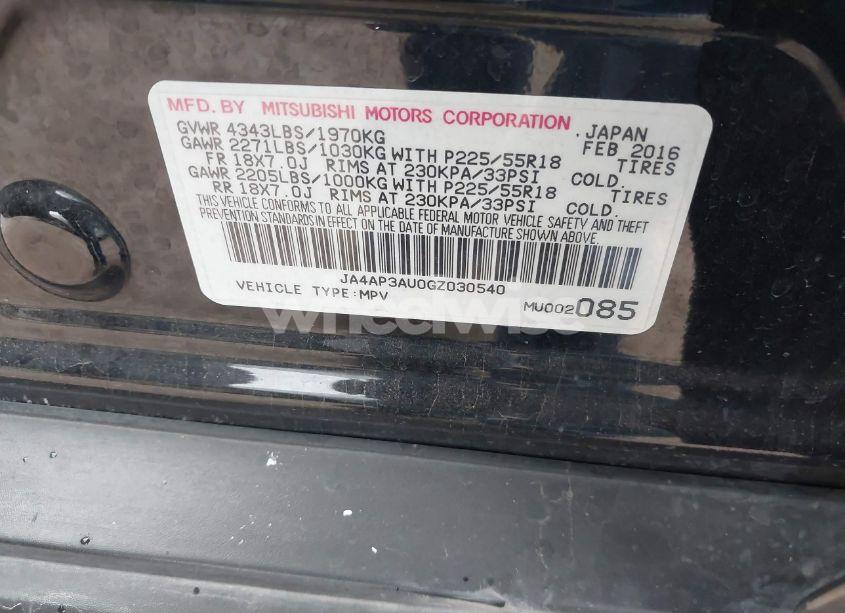 MFD. BY MITSUBISHI MOTORS CORPORATION , JAPAN
GVWR 4343LBS/1970KG FEB 2016
GAWR 2271LBS/1030KG WITH P225/55R18 TIRES
FR 18X7.0J RIMS AT 230KPA/33PSI COLD.
GAWR 2205LBS/1000KG WITH P225/55R18 TIRES
RR 18X7.0J RIMS AT 230KPA/33PSI COLD.
THIS VEHICLE CONFORMS TO ALL APPLICABLE FEDERAL MOTOR VEHICLE SAFETY AND THEFT
PREVENTION STANDARDS IN EFFECT ON THE DATE OF MANUFACTURE SHOWN ABOVE.
JA4AP3AU0GZ030540
VEHICLE TYPE:MPV
MU002085
wheelwise